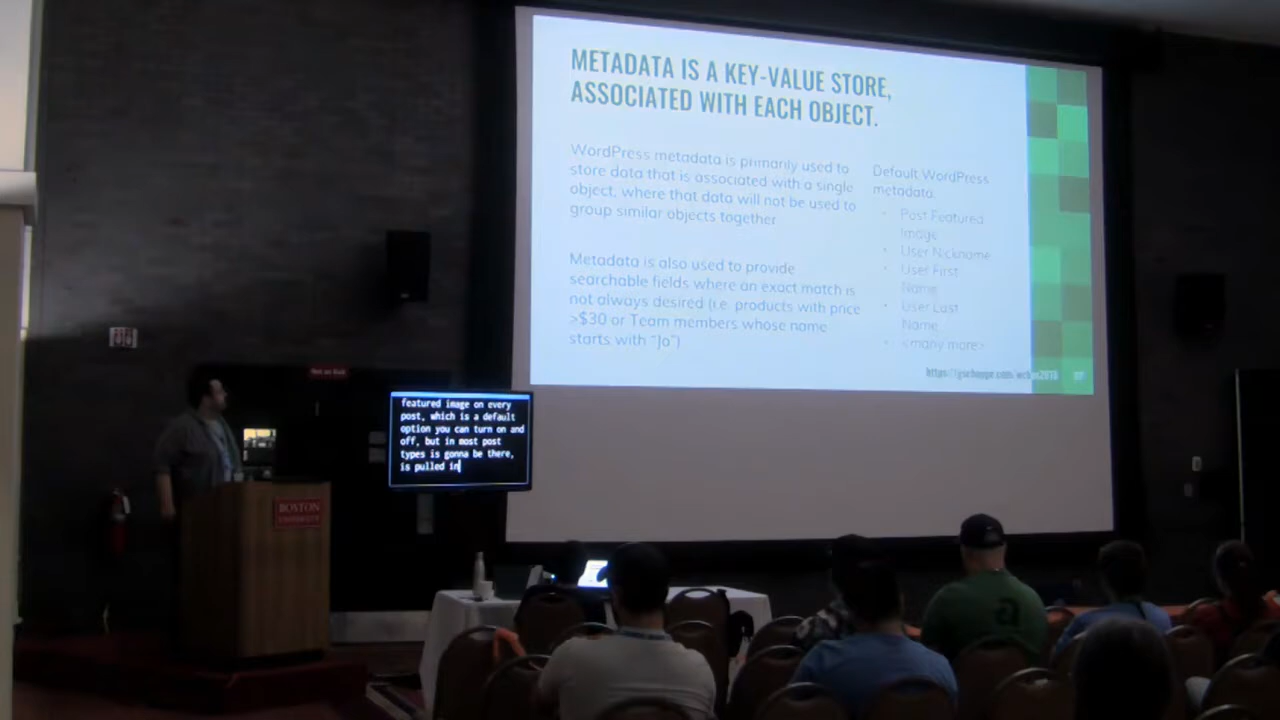 METADATA IS A KEY-VALUE STORE,
ASSOCIATED WITH EACH OBJECT.
WordPress metadata is primarily used to
store data that is associated with a single
object, where that data will not be used to
group similar objects together
Metadata is also used to provide
searchable fields where an exact match is
not always desired (i.e. products with price
>$30 or Team members whose name
starts with “Ja”)
Default WordPress
metadata:
• Post Featured
Image
• User Nickname
• User First
Name
• User Last
Name
• <many more>
featured image on every
post, which is a default
option you can turn on and
off, but in most post
types is gonna be there,
is pulled in
BOSTON
UNIVERSITY